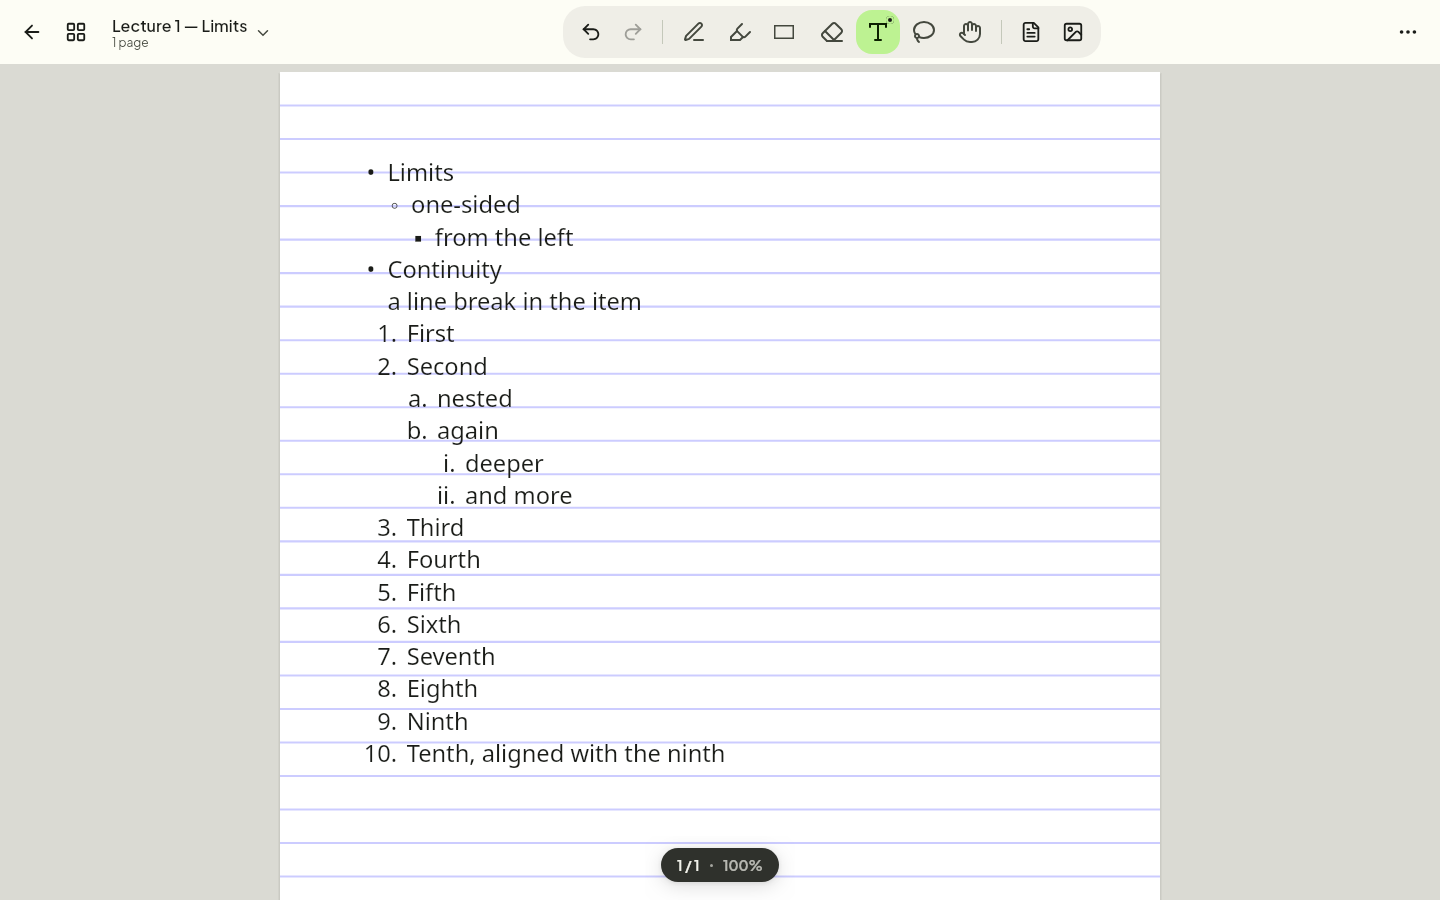 Lecture 1 — Limits
1 page
• Limits
◦ one-sided
▪ from the left
• Continuity
a line break in the item
1. First
2. Second
a. nested
b. again
i. deeper
ii. and more
3. Third
4. Fourth
5. Fifth
6. Sixth
7. Seventh
8. Eighth
9. Ninth
10. Tenth, aligned with the ninth
1 / 1 · 100%